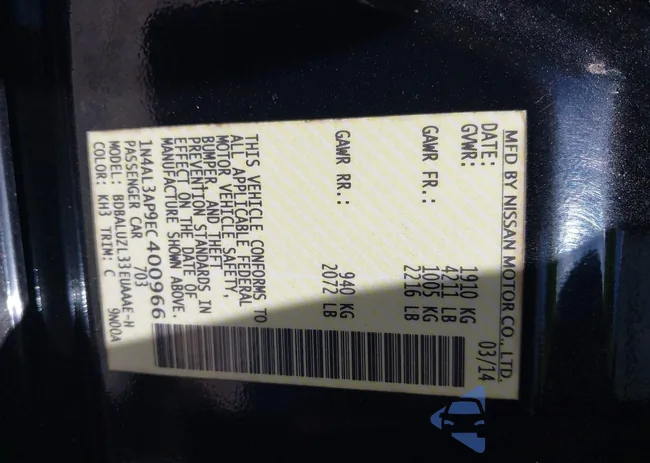 MFD BY NISSAN MOTOR CO., LTD.
DATE: 03/14
GVWR: 1910 KG
4211 LB
GAWR FR.: 1005 KG
2216 LB
GAWR RR.: 940 KG
2072 LB
THIS VEHICLE CONFORMS TO
ALL APPLICABLE FEDERAL
MOTOR VEHICLE SAFETY,
BUMPER, AND THEFT
PREVENTION STANDARDS IN
EFFECT ON THE DATE OF
MANUFACTURE SHOWN ABOVE.
1N4AL3AP9EC400966
PASSENGER CAR 703
MODEL: BDBALUZL33EUAAAE-H
COLOR: KH3 TRIM: C 9N00A